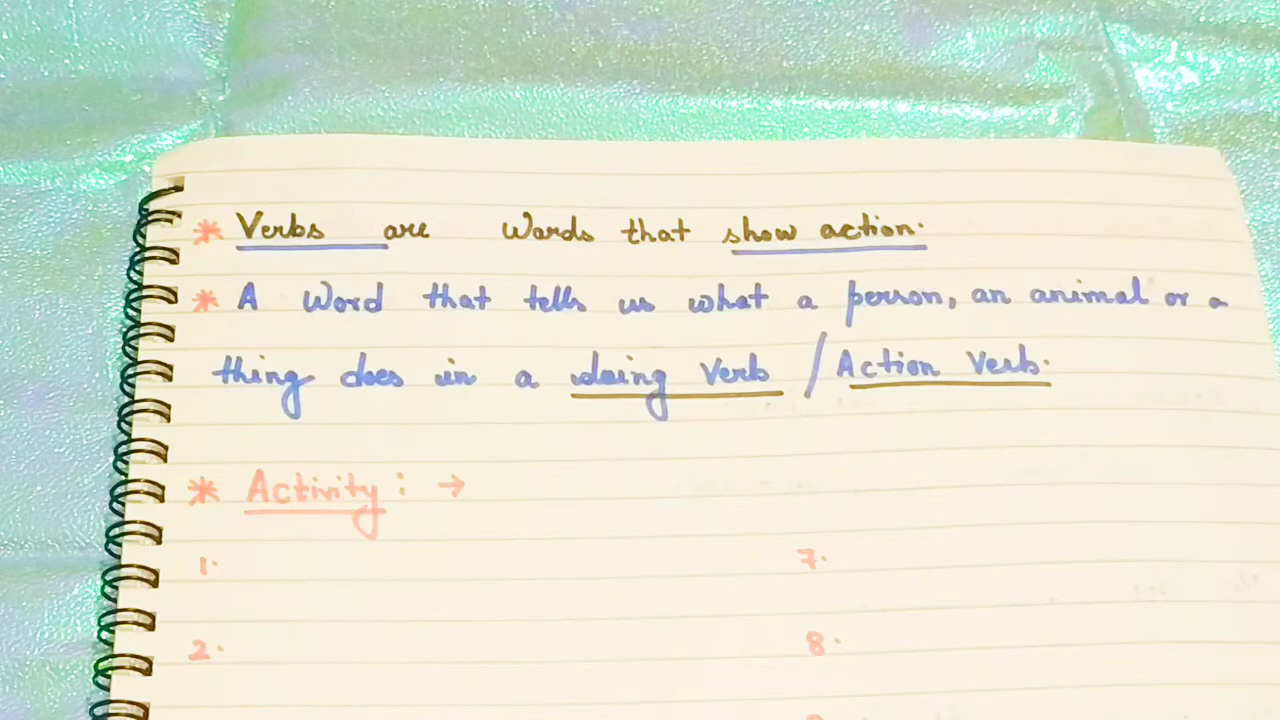 * Verbs are words that show action.
* A word that tells us what a person, an animal or a
thing does in a doing verb / Action verb.
* Activity : →
1. 7.
2. 8.